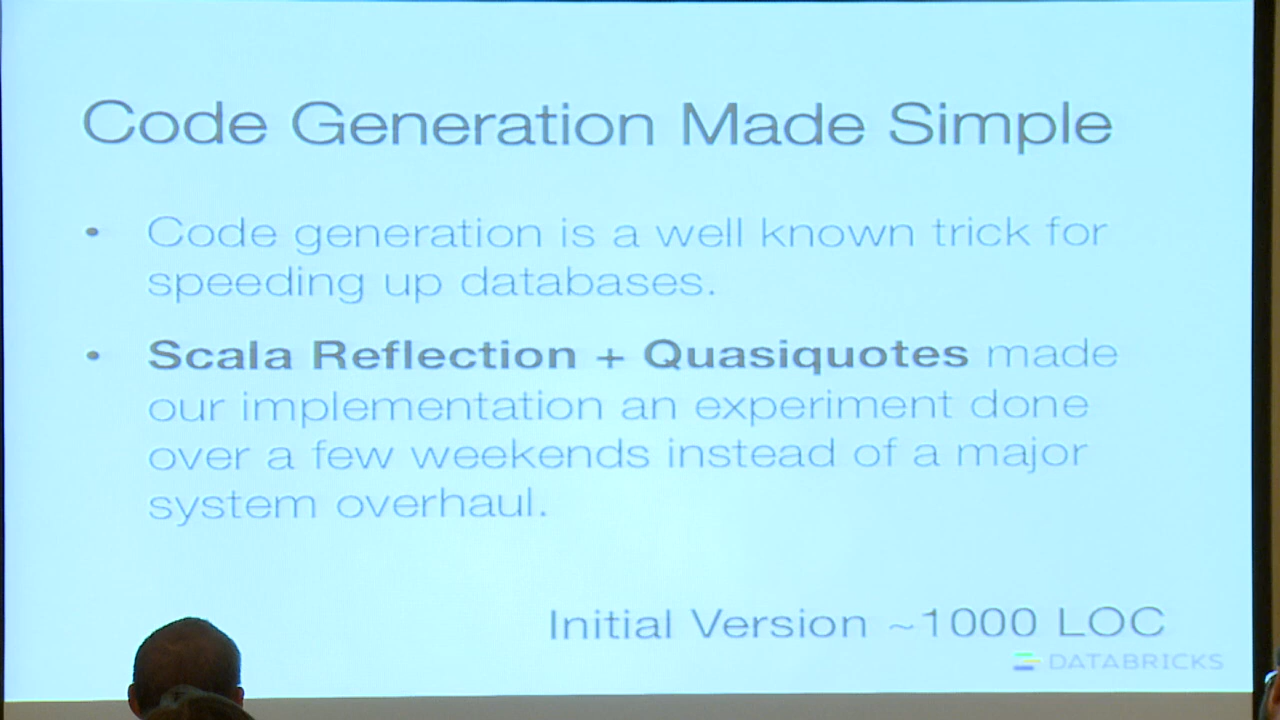 Code Generation Made Simple
• Code generation is a well known trick for
speeding up databases.
• Scala Reflection + Quasiquotes made
our implementation an experiment done
over a few weekends instead of a major
system overhaul.
Initial Version ~1000 LOC
DATABRICKS